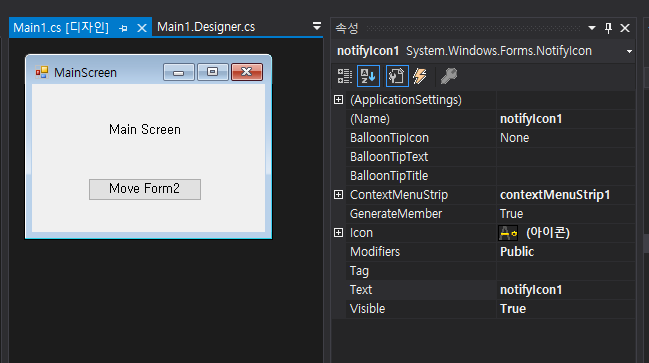 Main1.cs [디자인]
Main1.Designer.cs
MainScreen
Main Screen
Move Form2
속성
notifyIcon1 System.Windows.Forms.NotifyIcon
(ApplicationSettings)
(Name) notifyIcon1
BalloonTipIcon None
BalloonTipText
BalloonTipTitle
ContextMenuStrip contextMenuStrip1
GenerateMember True
Icon (아이콘)
Modifiers Public
Tag
Text notifyIcon1
Visible True